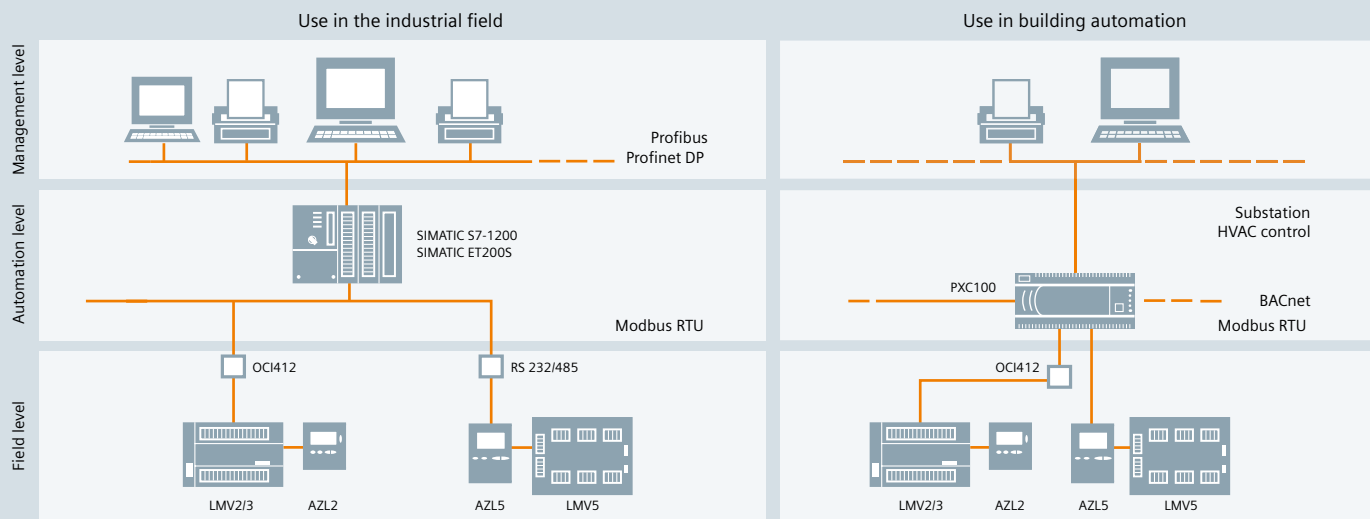 Use in the industrial field
Use in building automation
Management level
Profibus
Profinet DP
Automation level
SIMATIC S7-1200
SIMATIC ET200S
Modbus RTU
Substation
HVAC control
PXC100
BACnet
Modbus RTU
Field level
OCI412
RS 232/485
LMV2/3
AZL2
AZL5
LMV5
OCI412
LMV2/3
AZL2
AZL5
LMV5